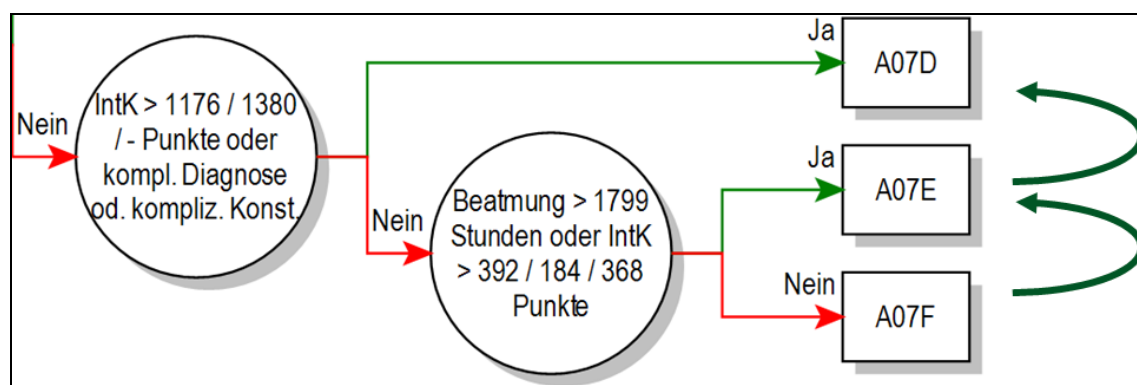 Nein
IntK > 1176 / 1380
/ - Punkte oder
kompl. Diagnose
od. kompliz. Konst.
Ja
A07D
Nein
Beatmung > 1799
Stunden oder IntK
> 392 / 184 / 368
Punkte
Ja
A07E
Nein
A07F